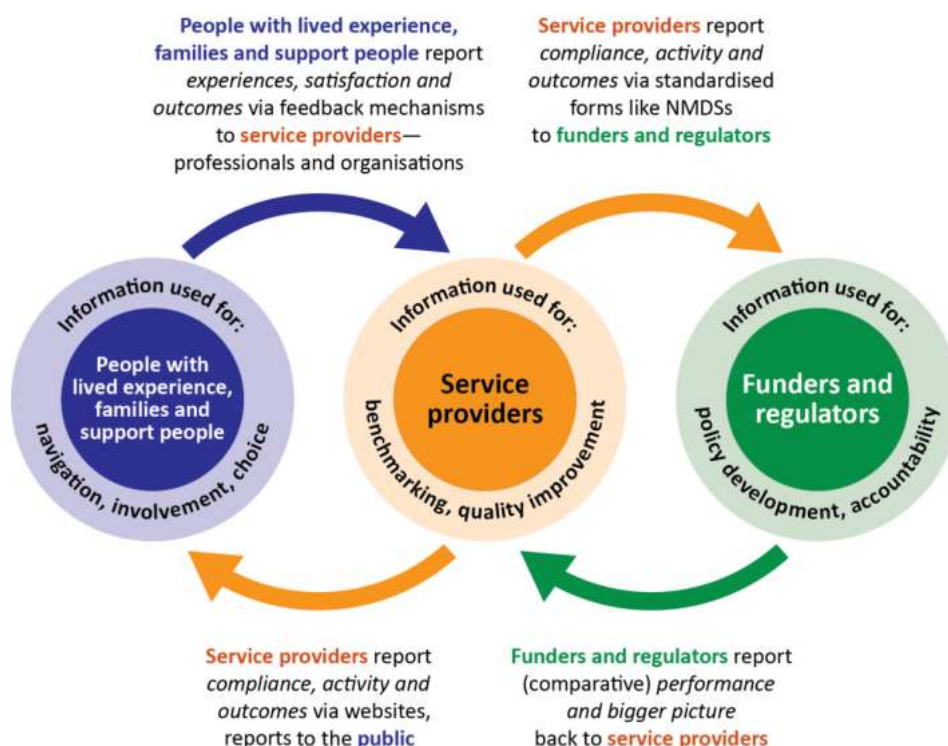 People with lived experience,
families and support people report
experiences, satisfaction and
outcomes via feedback mechanisms
to service providers—
professionals and organisations
Service providers report
compliance, activity and
outcomes via standardised
forms like NMDSs
to funders and regulators
Information used for:
People with
lived experience,
families and
support people
navigation, involvement, choice
Information used for:
Service
providers
benchmarking, quality improvement
Information used for:
Funders and
regulators
policy development, accountability
Service providers report
compliance, activity and
outcomes via websites,
reports to the public
Funders and regulators report
(comparative) performance
and bigger picture
back to service providers